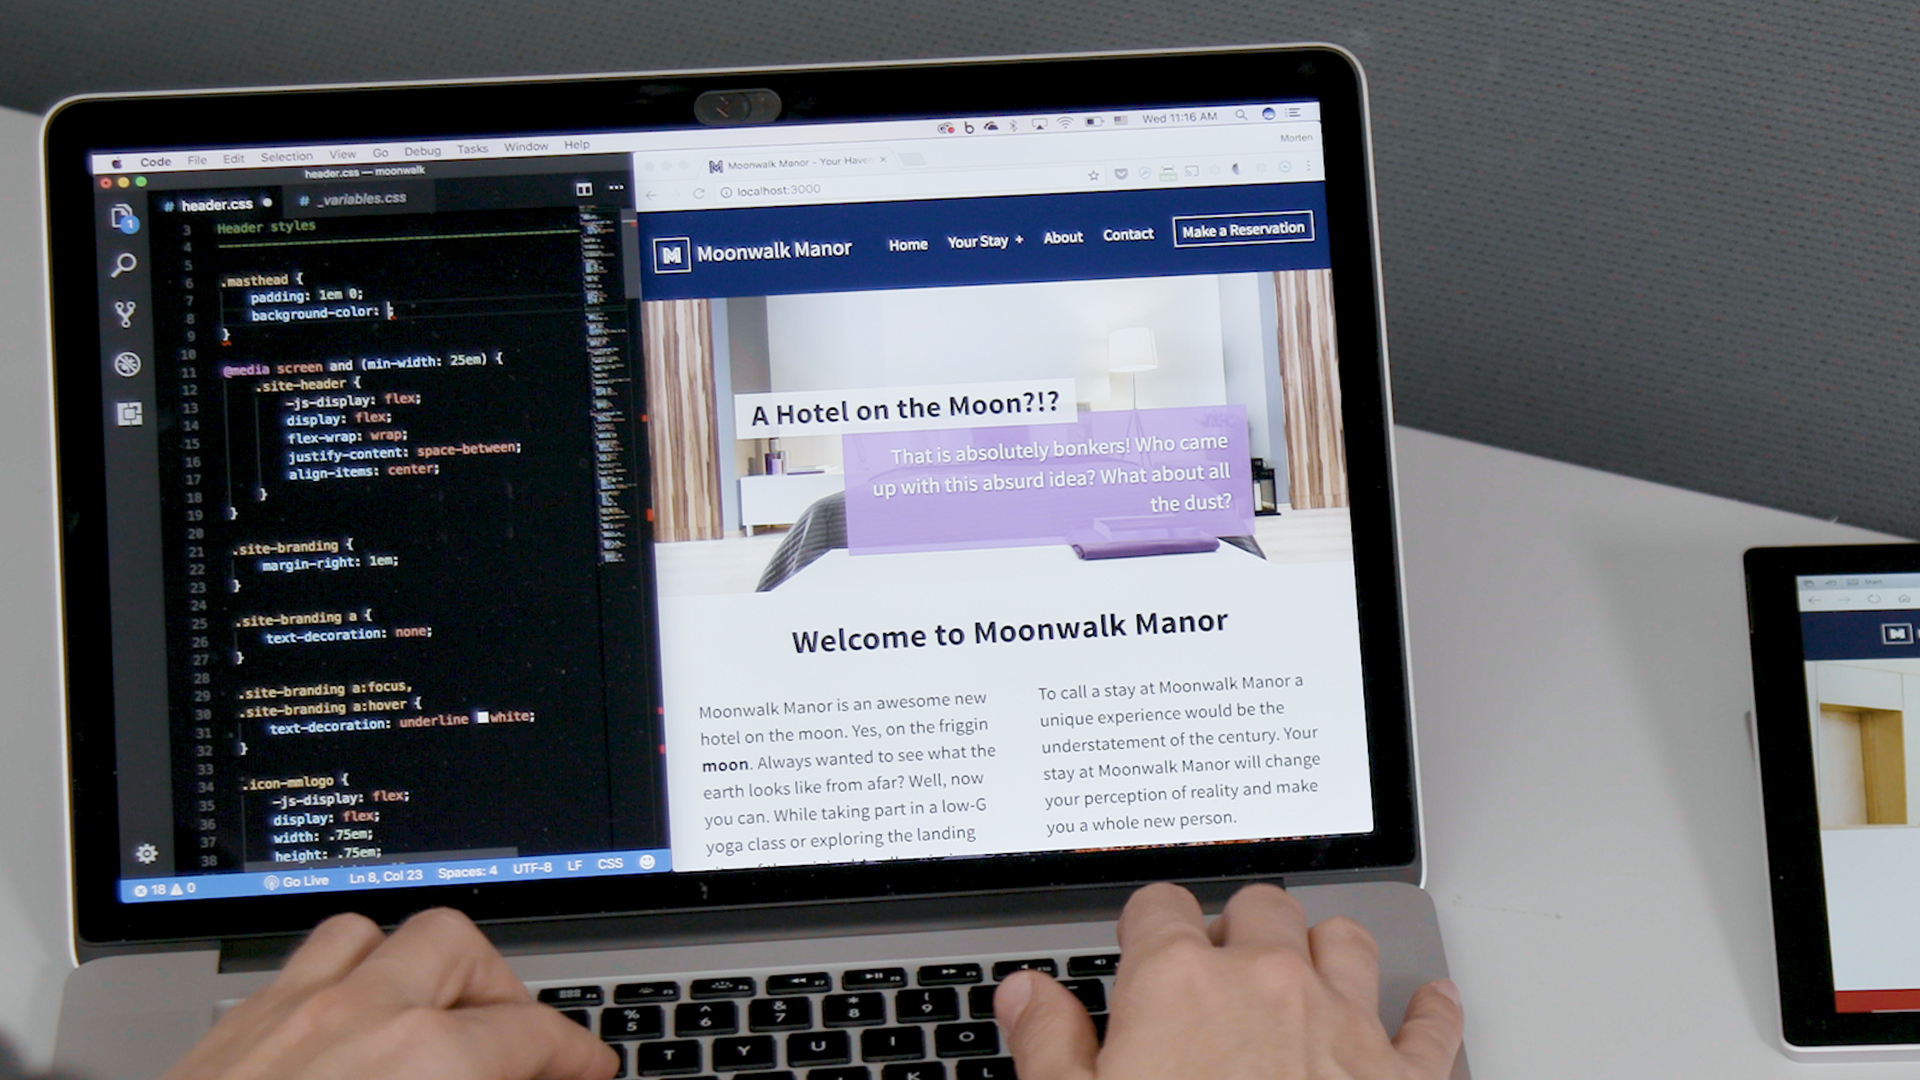 Code File Edit Selection View Go Debug Tasks Window Help
Wed 11:16 AM
header.css — moonwalk
# header.css
# _variables.css
1
3 Header styles
4
5
6 .masthead {
7 padding: 1em 0;
8 background-color: ;
9 }
10
11 @media screen and (min-width: 25em) {
12 .site-header {
13 -js-display: flex;
14 display: flex;
15 flex-wrap: wrap;
16 justify-content: space-between;
17 align-items: center;
18 }
19 }
20
21 .site-branding {
22 margin-right: 1em;
23 }
24
25 .site-branding a {
26 text-decoration: none;
27 }
28
29 .site-branding a:focus,
30 .site-branding a:hover {
31 text-decoration: underline white;
32 }
33
34 .icon-mmlogo {
35 -js-display: flex;
36 display: flex;
37 width: .75em;
38 height: .75em;
18 0 Go Live Ln 8, Col 23 Spaces: 4 UTF-8 LF CSS
Morten
Moonwalk Manor - Your Have
localhost:3000
M Moonwalk Manor
Home Your Stay + About Contact Make a Reservation
A Hotel on the Moon?!?
That is absolutely bonkers! Who came
up with this absurd idea? What about all
the dust?
Welcome to Moonwalk Manor
Moonwalk Manor is an awesome new
hotel on the moon. Yes, on the friggin
moon. Always wanted to see what the
earth looks like from afar? Well, now
you can. While taking part in a low-G
yoga class or exploring the landing
To call a stay at Moonwalk Manor a
unique experience would be the
understatement of the century. Your
stay at Moonwalk Manor will change
your perception of reality and make
you a whole new person.
Start
M
% 5 ^ 6 & 7 * 8 ( 9
T Y U I O
K L